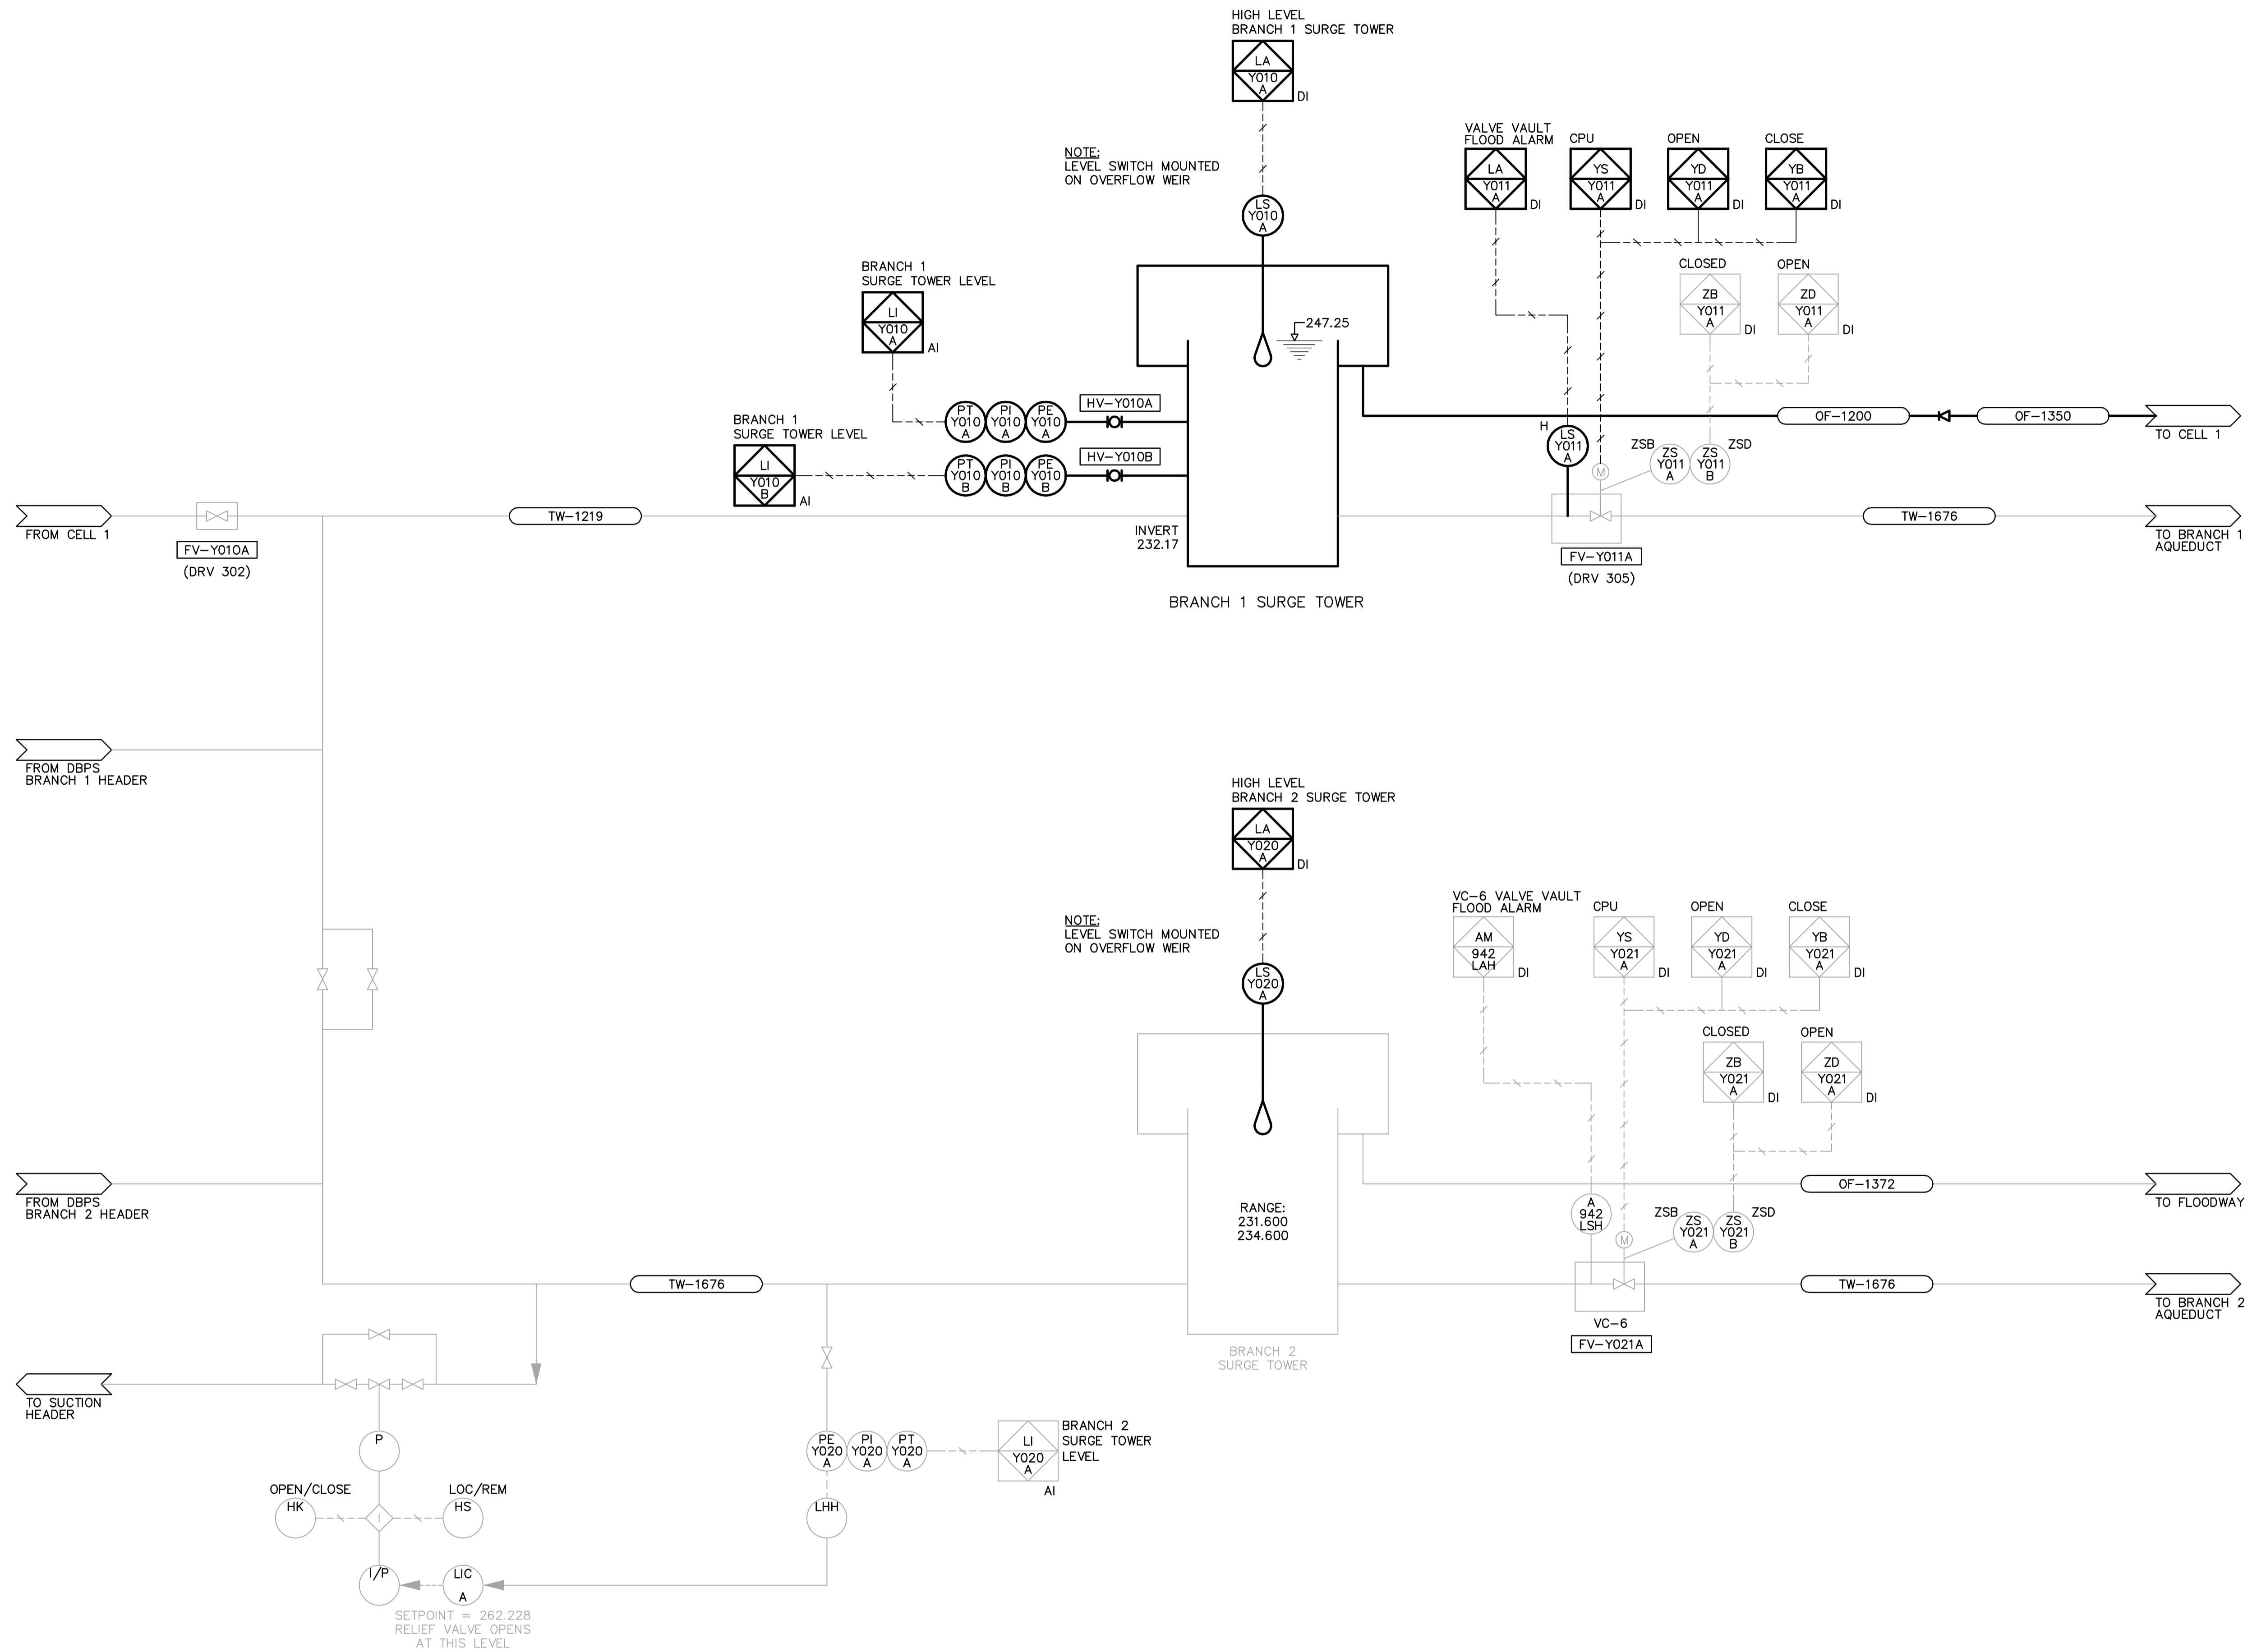 HIGH LEVEL
BRANCH 1 SURGE TOWER
LA
Y010
A
DI
NOTE:
LEVEL SWITCH MOUNTED
ON OVERFLOW WEIR
LS
Y010
A
VALVE VAULT
FLOOD ALARM
LA
Y011
A
DI
CPU
YS
Y011
A
DI
OPEN
YD
Y011
A
DI
CLOSE
YB
Y011
A
DI
CLOSED
ZB
Y011
A
DI
OPEN
ZD
Y011
A
DI
BRANCH 1
SURGE TOWER LEVEL
LI
Y010
A
AI
247.25
PT
Y010
A
PI
Y010
A
PE
Y010
A
HV-Y010A
BRANCH 1
SURGE TOWER LEVEL
LI
Y010
B
AI
PT
Y010
B
PI
Y010
B
PE
Y010
B
HV-Y010B
OF-1200
OF-1350
TO CELL 1
H
LS
Y011
A
M
ZSB
ZS
Y011
A
ZS
Y011
B
ZSD
FROM CELL 1
FV-Y010A
(DRV 302)
TW-1219
INVERT
232.17
BRANCH 1 SURGE TOWER
FV-Y011A
(DRV 305)
TW-1676
TO BRANCH 1
AQUEDUCT
FROM DBPS
BRANCH 1 HEADER
HIGH LEVEL
BRANCH 2 SURGE TOWER
LA
Y020
A
DI
NOTE:
LEVEL SWITCH MOUNTED
ON OVERFLOW WEIR
LS
Y020
A
VC-6 VALVE VAULT
FLOOD ALARM
AM
942
LAH
DI
CPU
YS
Y021
A
DI
OPEN
YD
Y021
A
DI
CLOSE
YB
Y021
A
DI
CLOSED
ZB
Y021
A
DI
OPEN
ZD
Y021
A
DI
FROM DBPS
BRANCH 2 HEADER
RANGE:
231.600
234.600
OF-1372
TO FLOODWAY
A
942
LSH
M
ZSB
ZS
Y021
A
ZS
Y021
B
ZSD
TW-1676
VC-6
FV-Y021A
TW-1676
TO BRANCH 2
AQUEDUCT
BRANCH 2
SURGE TOWER
TO SUCTION
HEADER
P
OPEN/CLOSE
HK
I
LOC/REM
HS
I/P
LIC
A
SETPOINT = 262.228
RELIEF VALVE OPENS
AT THIS LEVEL
PE
Y020
A
PI
Y020
A
PT
Y020
A
LHH
LI
Y020
A
AI
BRANCH 2
SURGE TOWER
LEVEL